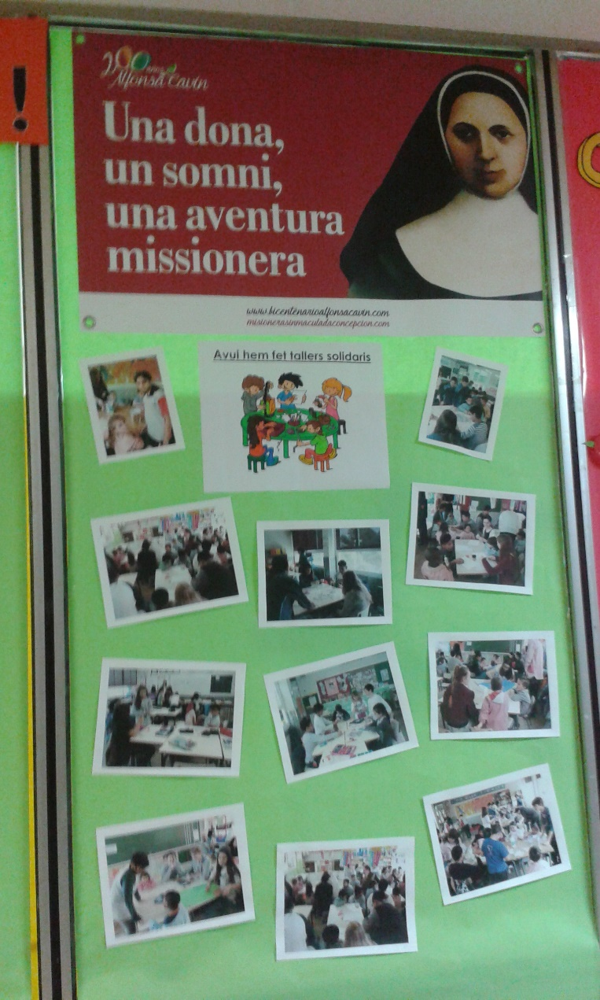 !
200 anys
Alfonsa Cavín
Una dona,
un somni,
una aventura
missionera
www.bicentenarioalfonsacavin.com
misionerasinmaculadaconcepcion.com
Avui hem fet tallers solidaris